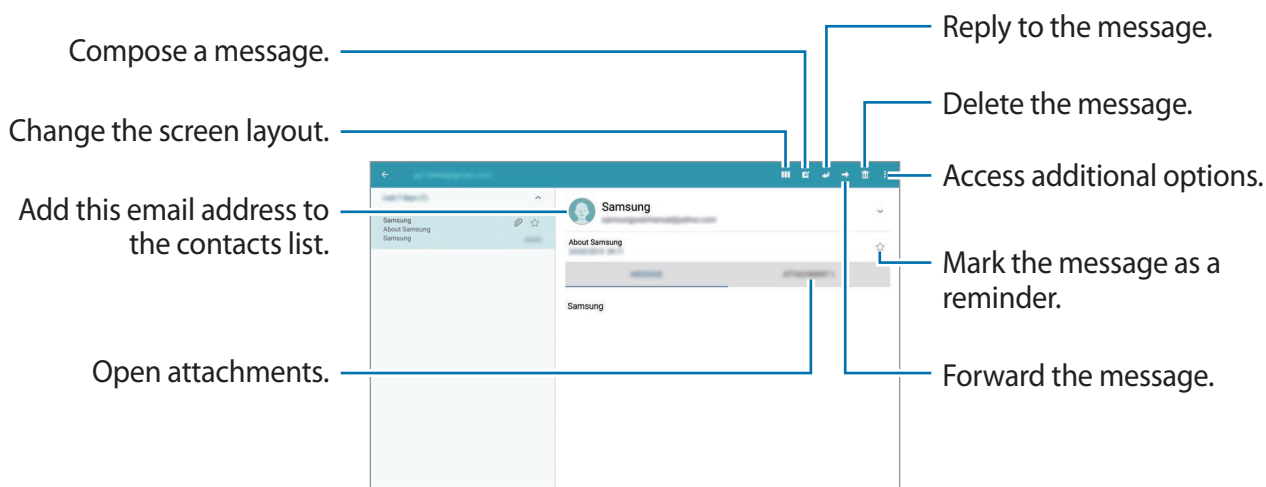 Compose a message.
Change the screen layout.
Add this email address to
the contacts list.
Open attachments.
Samsung
About Samsung
Samsung
Samsung
About Samsung
Samsung
Reply to the message.
Delete the message.
Access additional options.
Mark the message as a
reminder.
Forward the message.